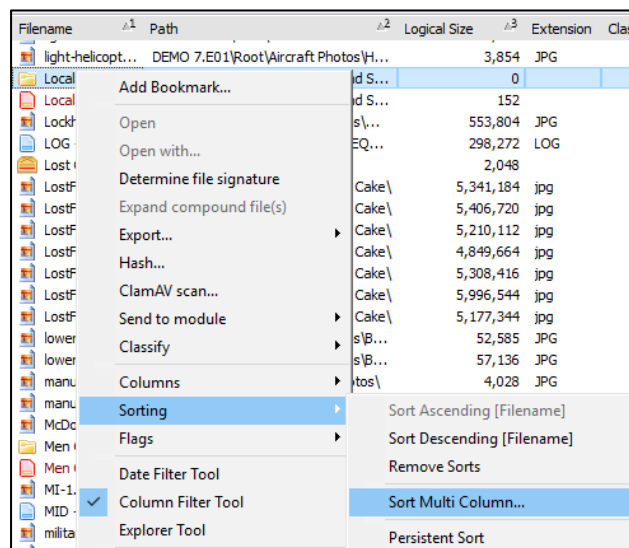 Filename 1 Path 2 Logical Size 3 Extension Clas
light-helicopt... DEMO 7.E01\Root\Aircraft Photos\H... 3,854 JPG
Local d S... 0
Local d S... 152
Lockh s\... 553,804 JPG
LOG EQ... 298,272 LOG
Lost 2,048
LostF Cake\ 5,341,184 jpg
LostF Cake\ 5,406,720 jpg
LostF Cake\ 5,210,112 jpg
LostF Cake\ 4,849,664 jpg
LostF Cake\ 5,308,416 jpg
LostF Cake\ 5,996,544 jpg
LostF Cake\ 5,177,344 jpg
lower s\B... 52,585 JPG
lower s\B... 57,136 JPG
manu tos\ 4,028 JPG
manu
McDo
Men
Men
MI-1.
MID -
milita
Add Bookmark...
Open
Open with...
Determine file signature
Expand compound file(s)
Export...
Hash...
ClamAV scan...
Send to module
Classify
Columns
Sorting
Flags
Date Filter Tool
Column Filter Tool
Explorer Tool
Sort Ascending [Filename]
Sort Descending [Filename]
Remove Sorts
Sort Multi Column...
Persistent Sort